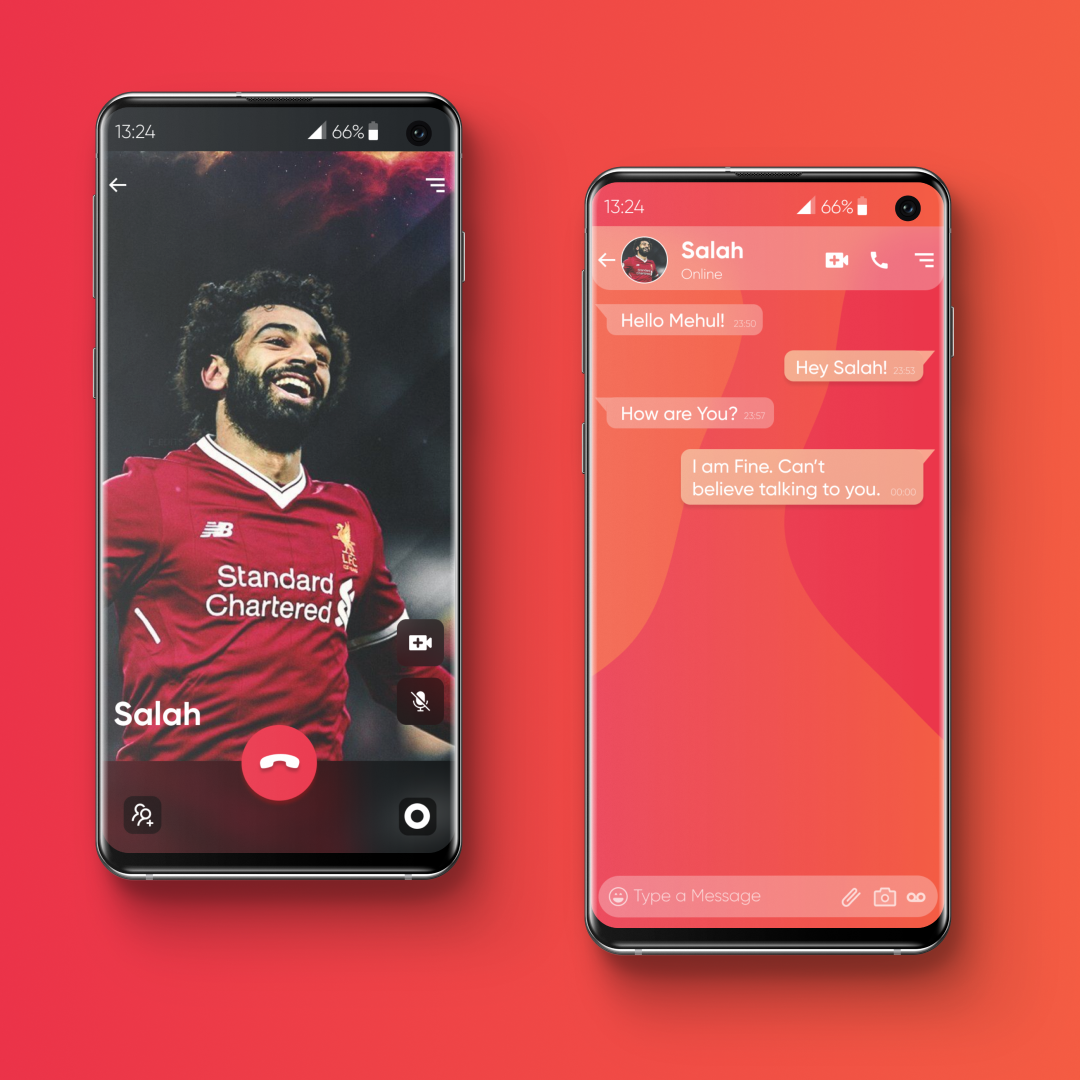 13:24
66%
NB
Standard
Chartered
Salah
13:24
66%
Salah
Online
Hello Mehul! 23:50
Hey Salah! 23:53
How are You? 23:57
I am Fine. Can't
believe talking to you. 00:00
Type a Message